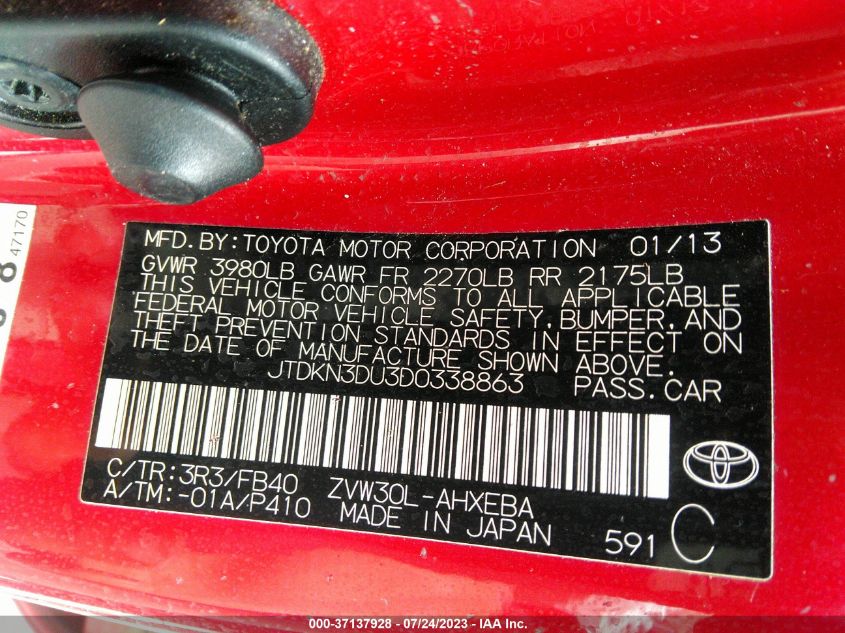 MFD.BY:TOYOTA MOTOR CORPORATION 01/13
GVWR 3980LB GAWR FR 2270LB RR 2175LB
THIS VEHICLE CONFORMS TO ALL APPLICABLE
FEDERAL MOTOR VEHICLE SAFETY,BUMPER,AND
THEFT PREVENTION STANDARDS IN EFFECT ON
THE DATE OF MANUFACTURE SHOWN ABOVE.
JTDKN3DU3D0338863 PASS.CAR
C/TR:3R3/FB40 ZVW30L-AHXEBA
A/TM:-01A/P410 MADE IN JAPAN
591 C
47170
8
000-37137928 - 07/24/2023 - © IAA Inc.